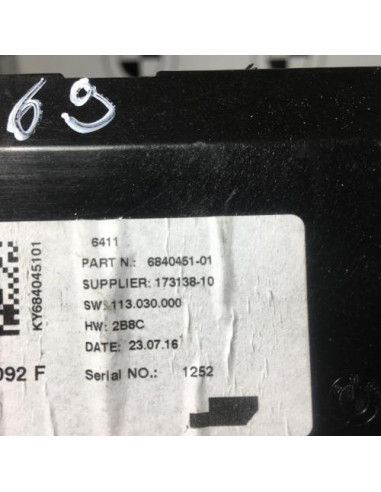 69
6411
PART N.: 6840451-01
SUPPLIER: 173138-10
SW: 113.030.000
HW: 2B8C
DATE: 23.07.16
Serial NO.: 1252
KY684045101
092 F